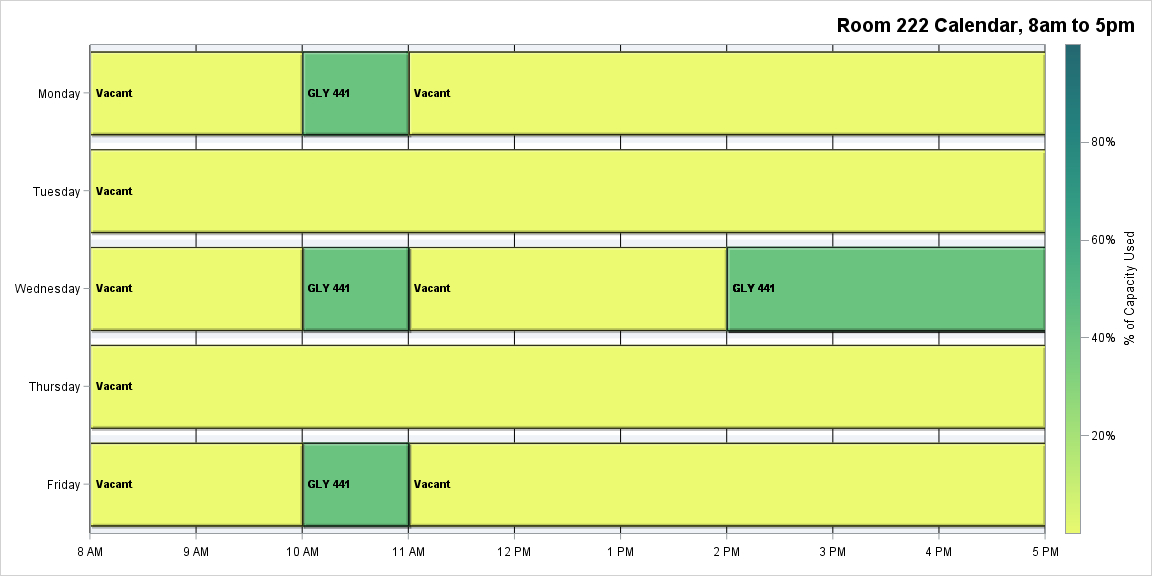 Room 222 Calendar, 8am to 5pm
Monday
Vacant
GLY 441
Vacant
Tuesday
Vacant
Wednesday
Vacant
GLY 441
Vacant
GLY 441
Thursday
Vacant
Friday
Vacant
GLY 441
Vacant
8 AM
9 AM
10 AM
11 AM
12 PM
1 PM
2 PM
3 PM
4 PM
5 PM
80%
60%
40%
20%
% of Capacity Used